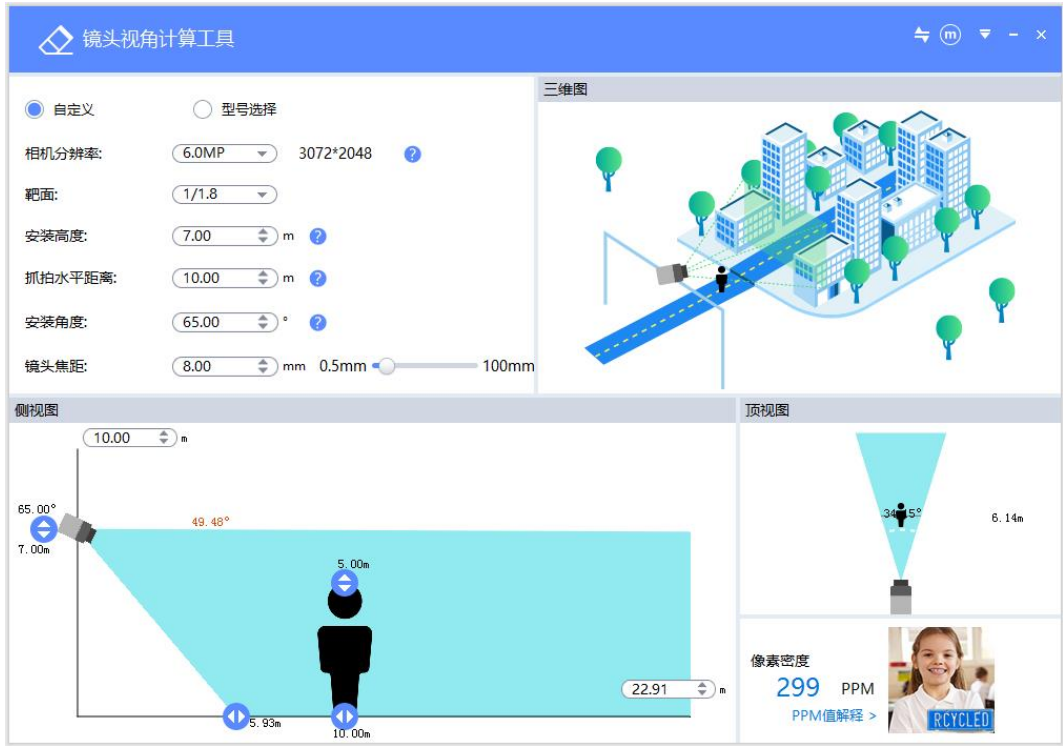 镜头视角计算工具
m
自定义 型号选择
相机分辨率: 6.0MP 3072*2048 ?
靶面: 1/1.8
安装高度: 7.00 m ?
抓拍水平距离: 10.00 m ?
安装角度: 65.00 ° ?
镜头焦距: 8.00 mm 0.5mm 100mm
三维图
侧视图
10.00 m
65.00°
7.00m
49.48°
5.00m
22.91 m
5.93m
10.00m
顶视图
6.14m
像素密度
299 PPM
PPM值解释 >
RCYCLED